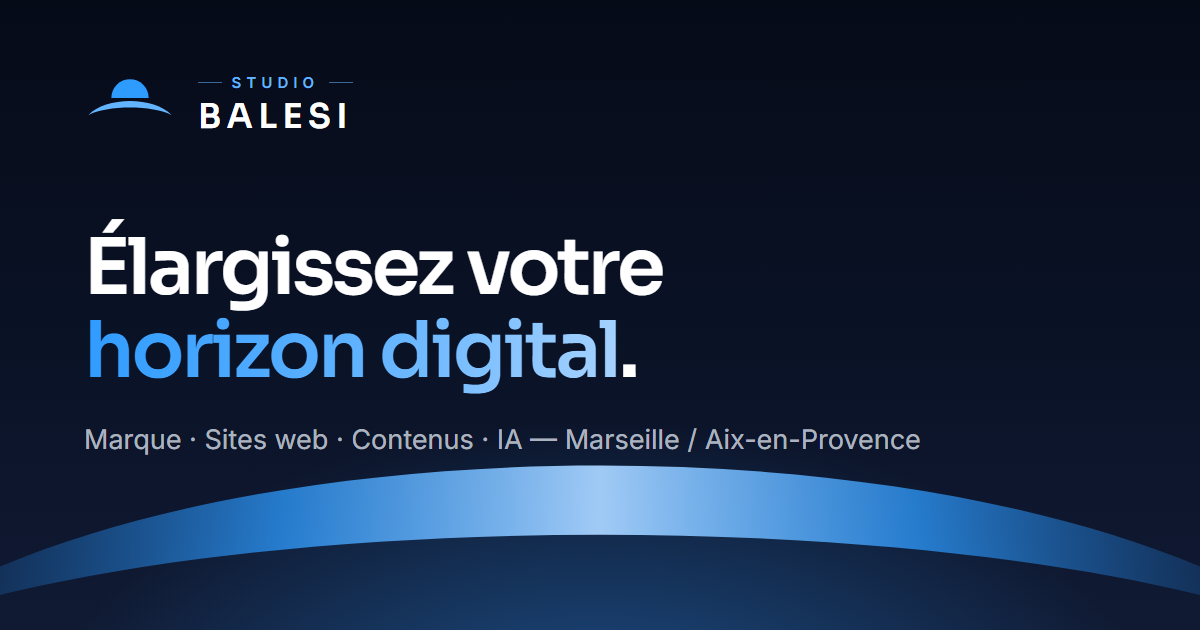 STUDIO
BALESI
Élargissez votre
horizon digital.
Marque · Sites web · Contenus · IA — Marseille / Aix-en-Provence